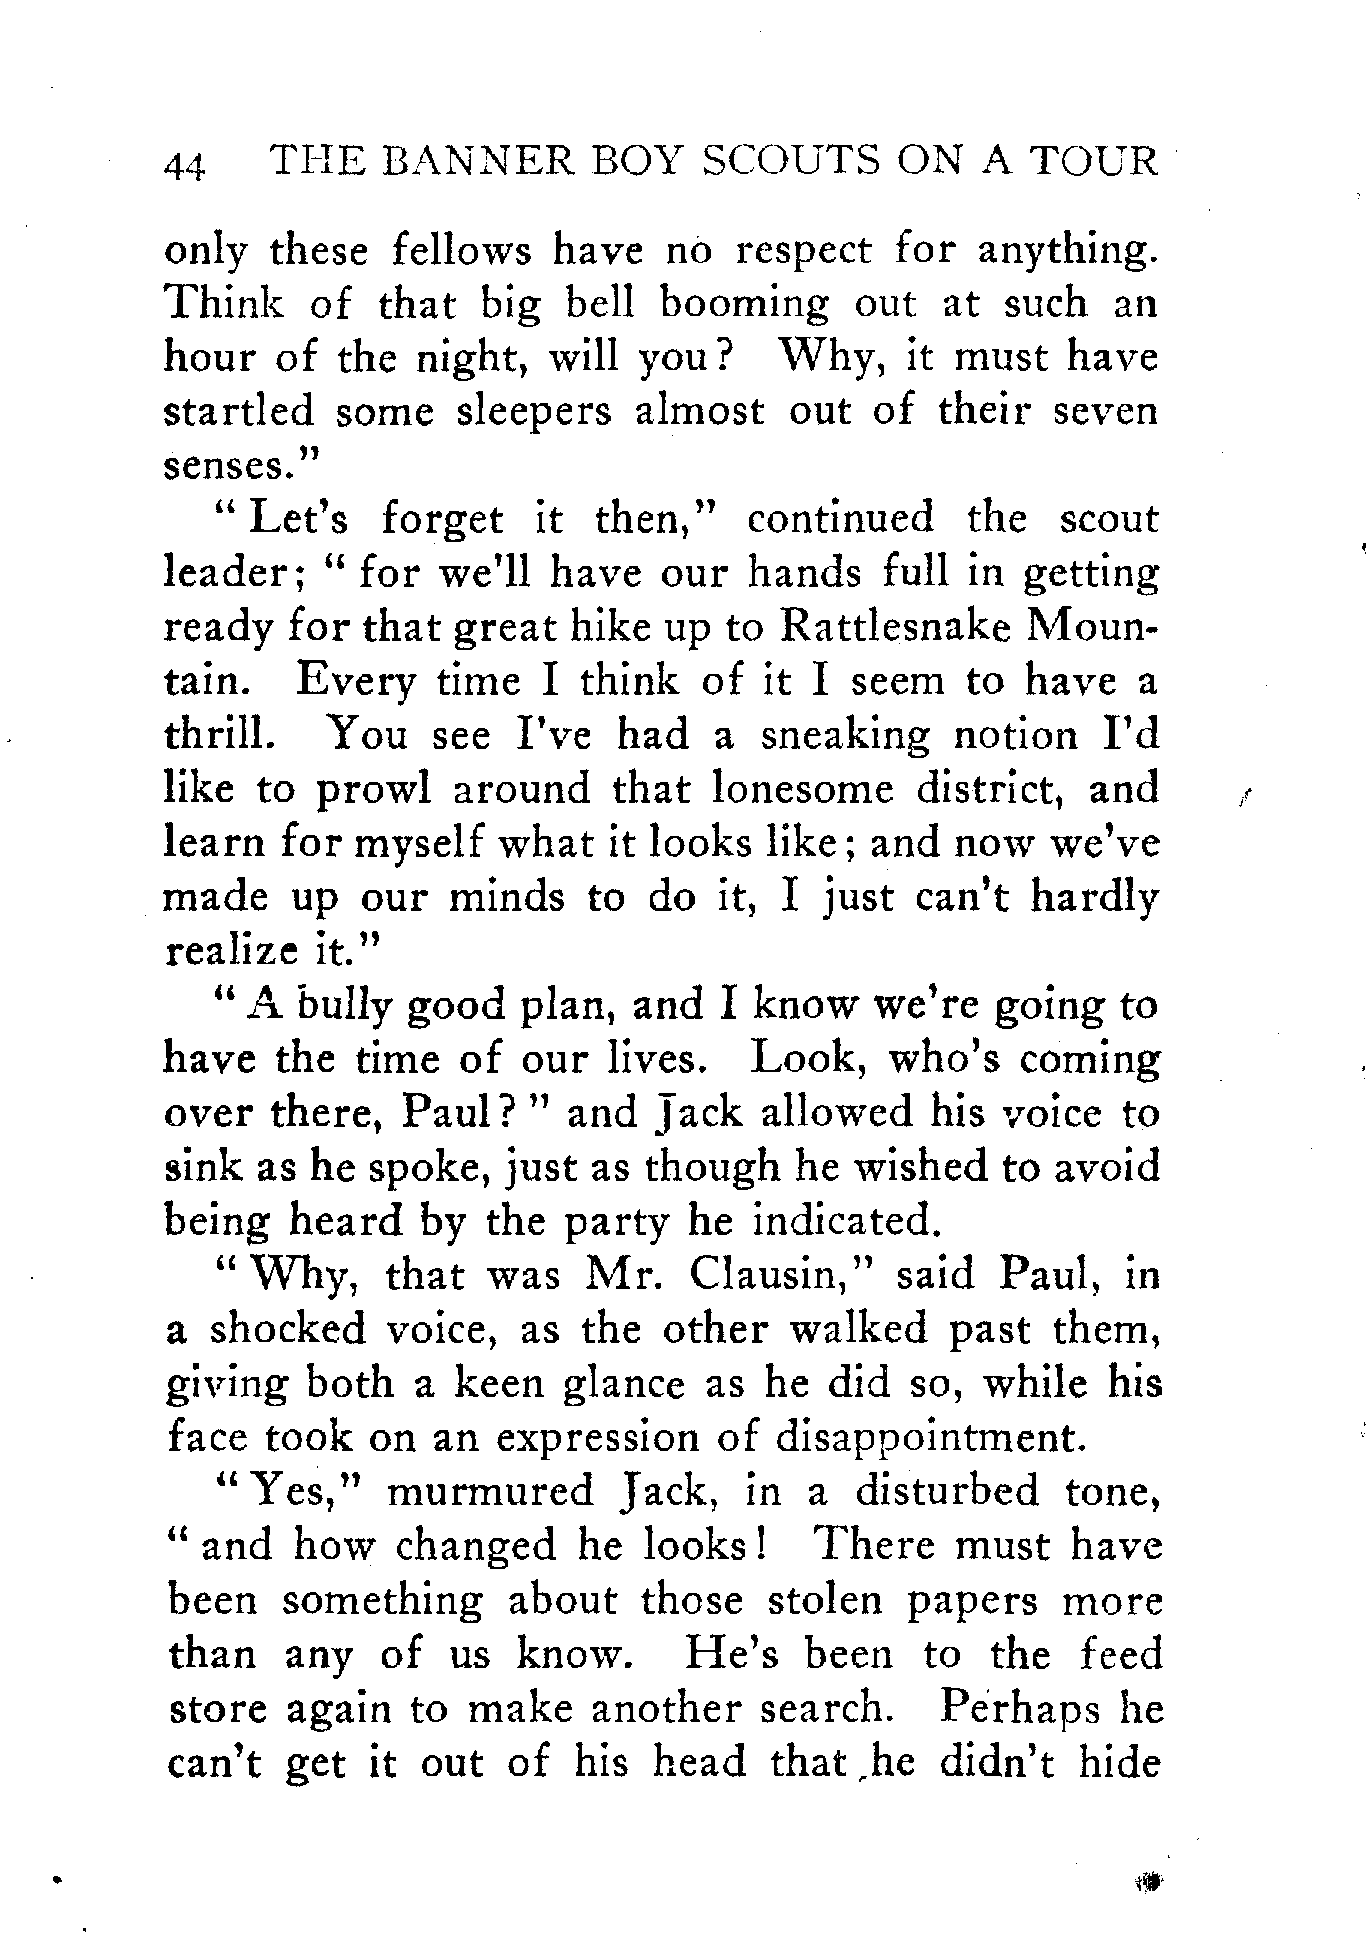 44 THE BANNER BOY SCOUTS ON A TOUR
only these fellows have no respect for anything.
Think of that big bell booming out at such an
hour of the night, will you? Why, it must have
startled some sleepers almost out of their seven
senses."
" Let's forget it then," continued the scout
leader; " for we'll have our hands full in getting
ready for that great hike up to Rattlesnake Moun-
tain. Every time I think of it I seem to have a
thrill. You see I've had a sneaking notion I'd
like to prowl around that lonesome district, and
learn for myself what it looks like; and now we've
made up our minds to do it, I just can't hardly
realize it."
" A bully good plan, and I know we're going to
have the time of our lives. Look, who's coming
over there, Paul? " and Jack allowed his voice to
sink as he spoke, just as though he wished to avoid
being heard by the party he indicated.
" Why, that was Mr. Clausin," said Paul, in
a shocked voice, as the other walked past them,
giving both a keen glance as he did so, while his
face took on an expression of disappointment.
" Yes," murmured Jack, in a disturbed tone,
" and how changed he looks! There must have
been something about those stolen papers more
than any of us know. He's been to the feed
store again to make another search. Perhaps he
can't get it out of his head that he didn't hide